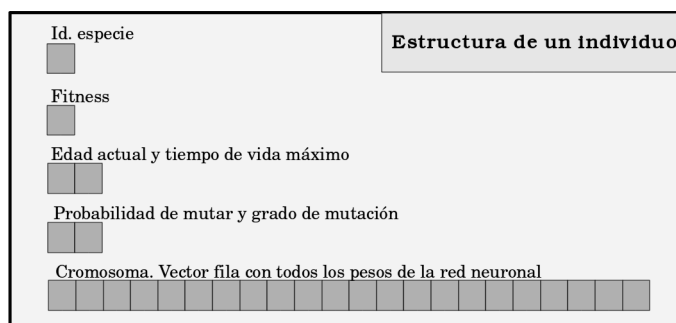 Id. especie
Estructura de un individuo
Fitness
Edad actual y tiempo de vida máximo
Probabilidad de mutar y grado de mutación
Cromosoma. Vector fila con todos los pesos de la red neuronal